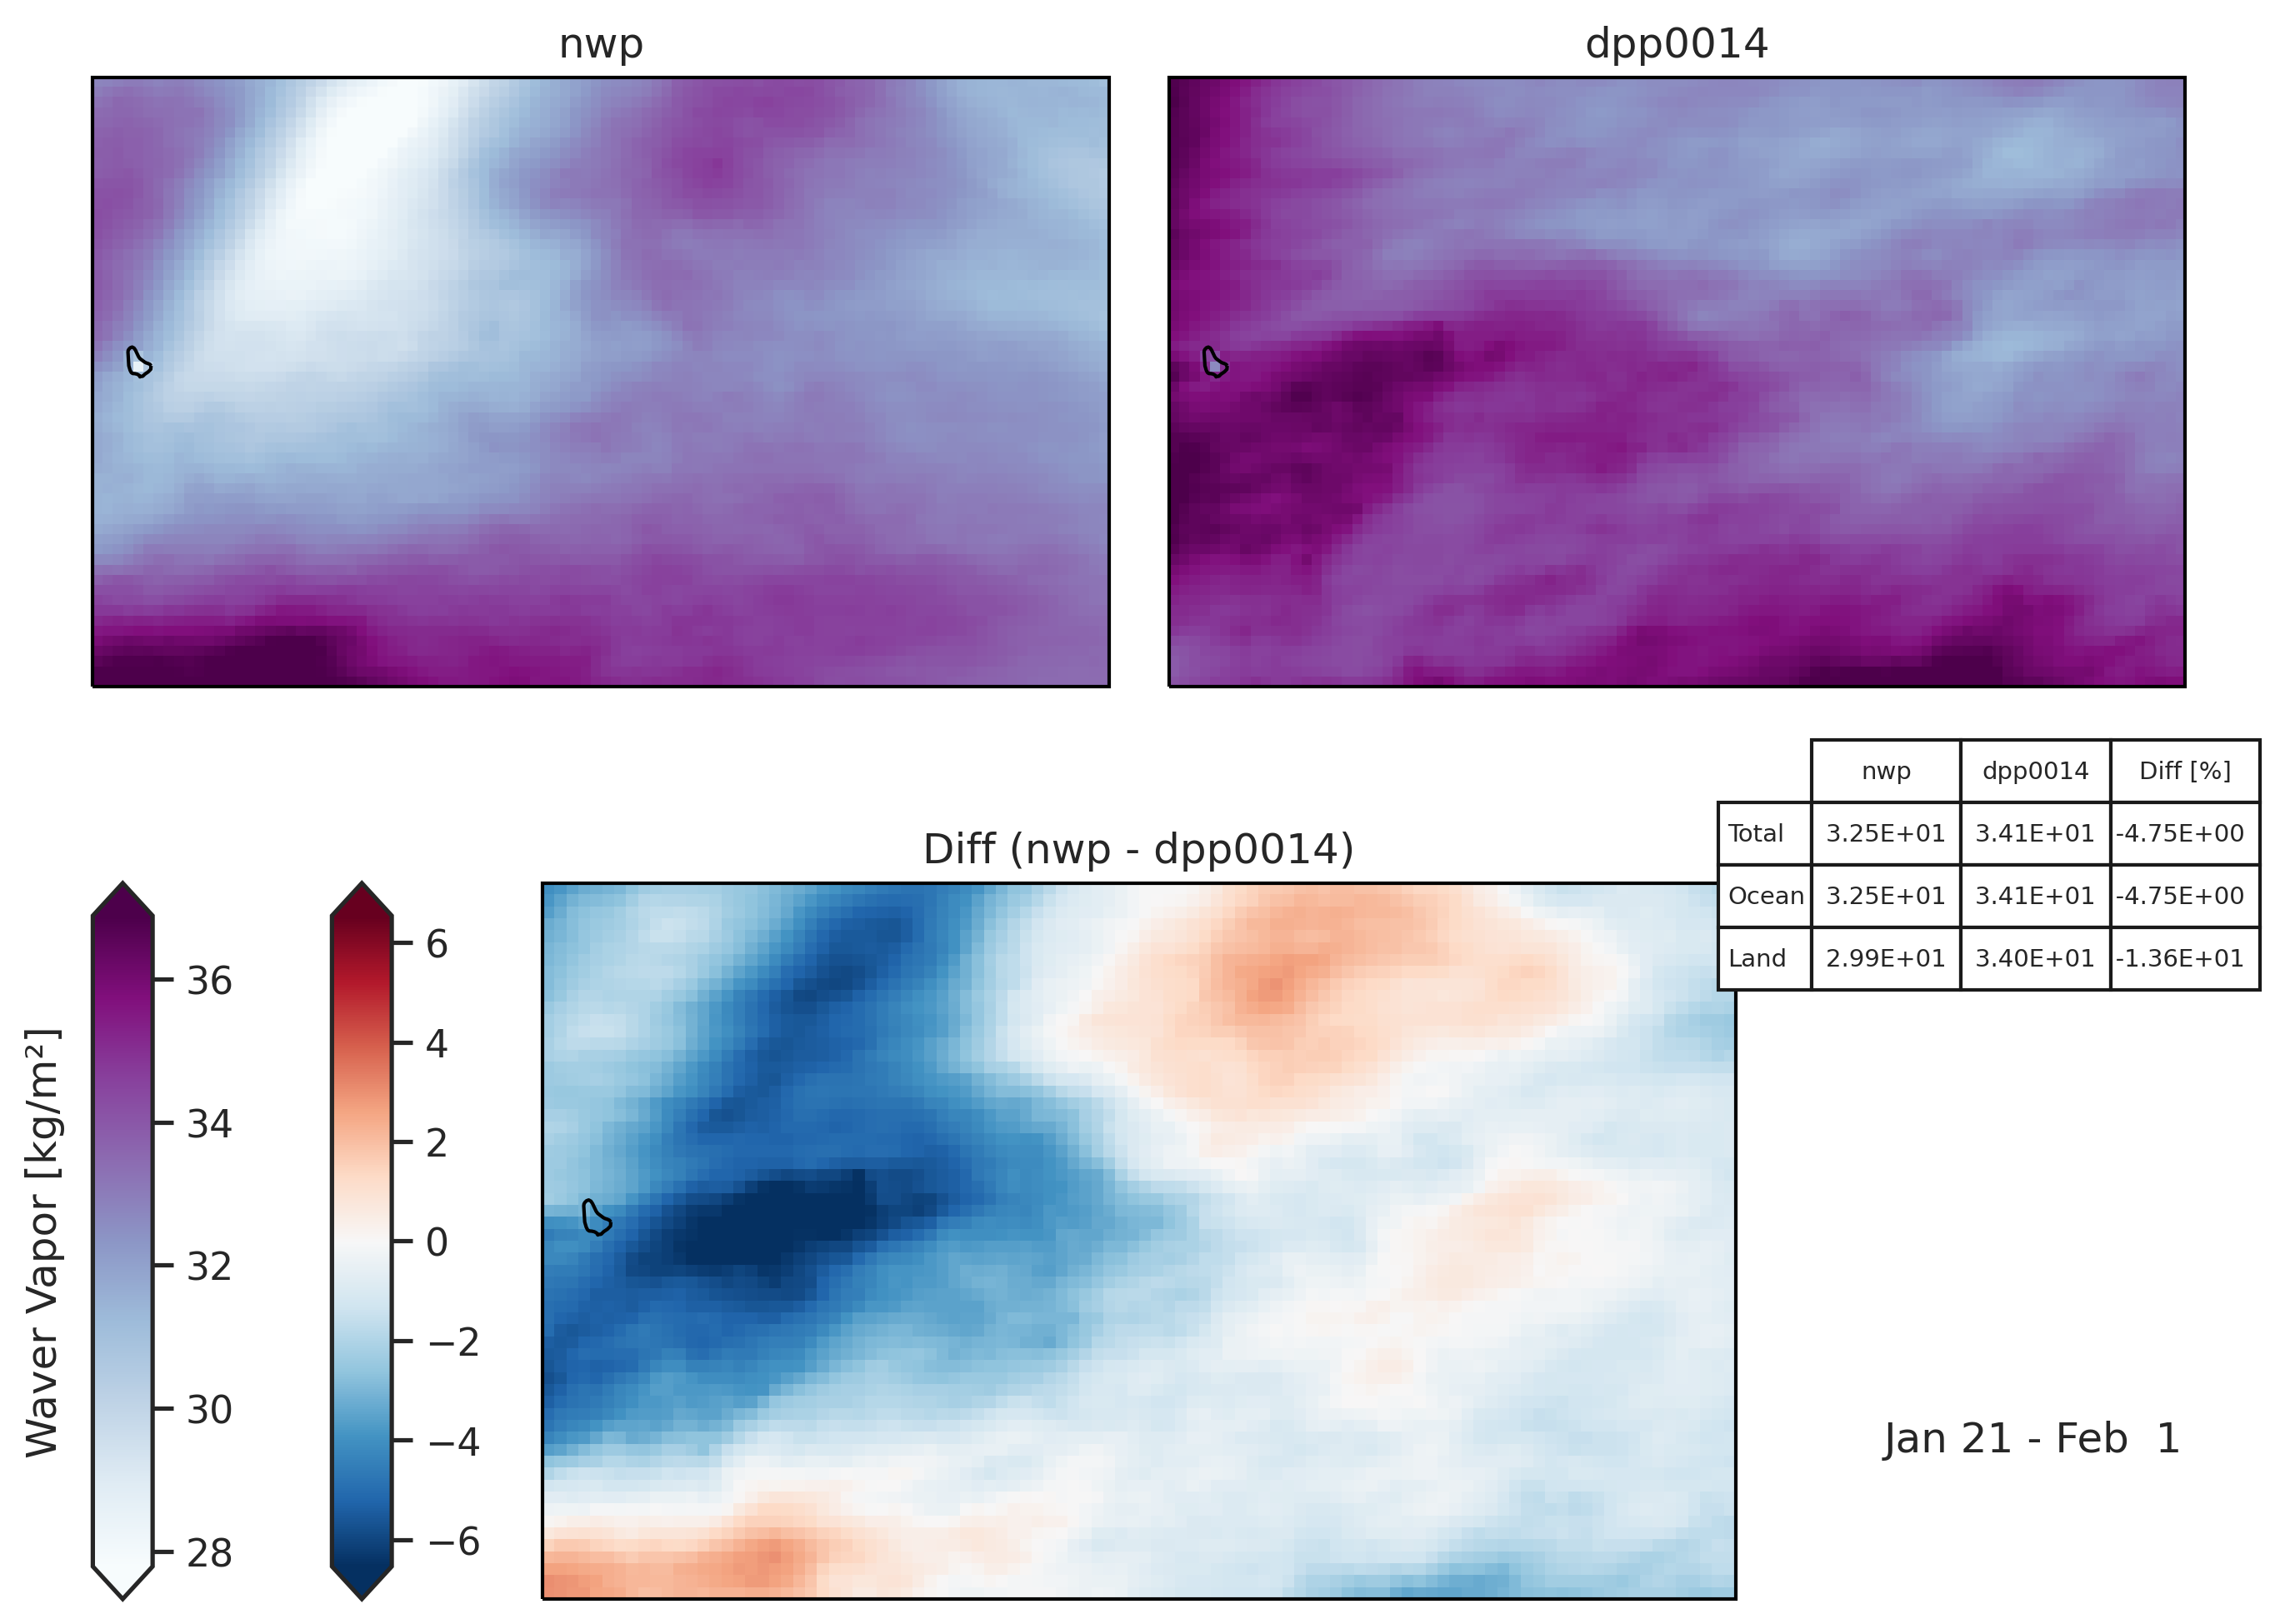 nwp
dpp0014
nwp dpp0014 Diff [%]
Total 3.25E+01 3.41E+01 -4.75E+00
Ocean 3.25E+01 3.41E+01 -4.75E+00
Land 2.99E+01 3.40E+01 -1.36E+01
Diff (nwp - dpp0014)
Waver Vapor [kg/m²]
36
34
32
30
28
6
4
2
0
−2
−4
−6
Jan 21 - Feb  1